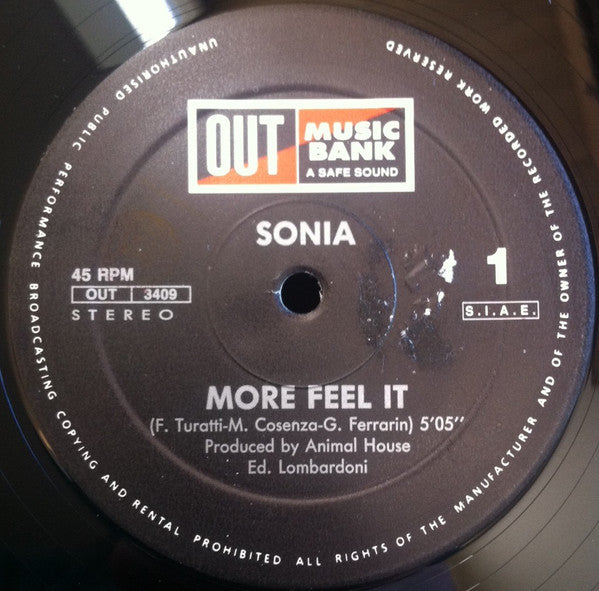 ALL RIGHTS OF THE MANUFACTURER AND OF THE OWNER OF THE RECORDED WORK RESERVED
UNAUTHORISED PUBLIC PERFORMANCE BROADCASTING COPYING AND RENTAL PROHIBITED
OUT
MUSIC
BANK
A SAFE SOUND
SONIA
45 RPM
OUT 3409
STEREO
1
S.I.A.E.
MORE FEEL IT
(F. Turatti-M. Cosenza-G. Ferrarin) 5'05''
Produced by Animal House
Ed. Lombardoni